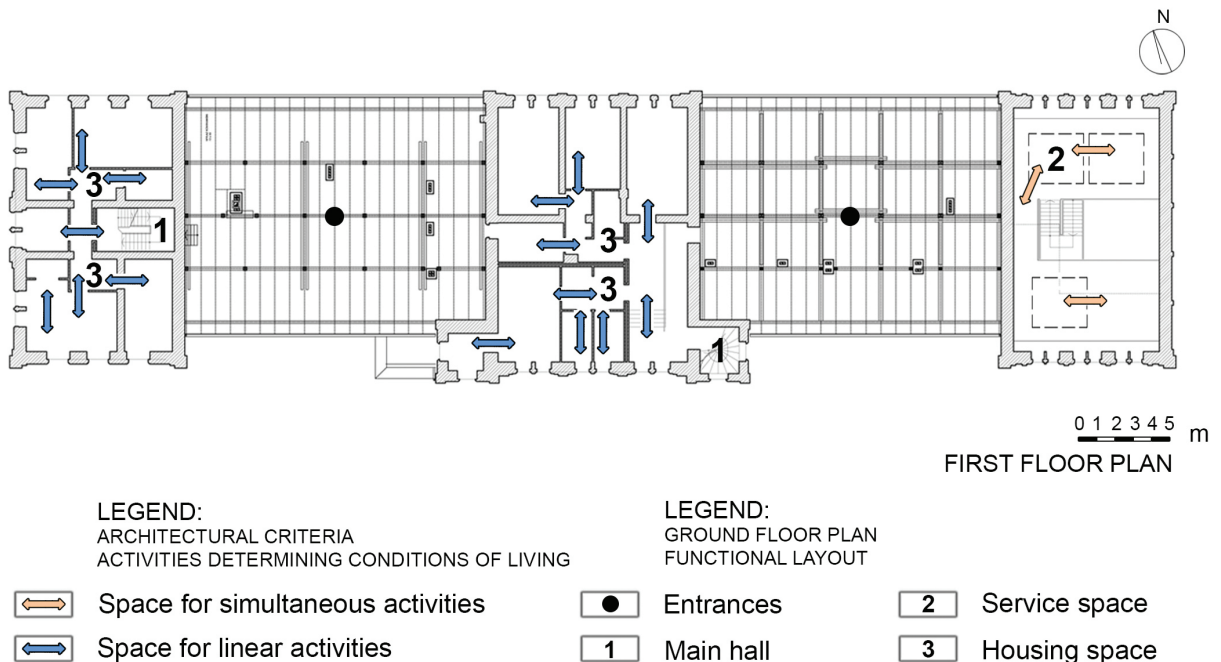 N
3
2
1
3
3
3
1
0 1 2 3 4 5 m
FIRST FLOOR PLAN
LEGEND:
ARCHITECTURAL CRITERIA
ACTIVITIES DETERMINING CONDITIONS OF LIVING
Space for simultaneous activities
Space for linear activities
LEGEND:
GROUND FLOOR PLAN
FUNCTIONAL LAYOUT
Entrances
1 Main hall
2 Service space
3 Housing space